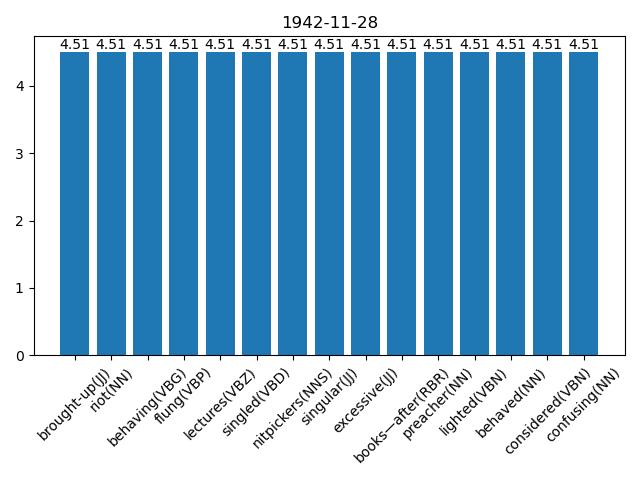 1942-11-28
4.51 4.51 4.51 4.51 4.51 4.51 4.51 4.51 4.51 4.51 4.51 4.51 4.51 4.51 4.51
4
3
2
1
0
brought-up(JJ)
riot(NN)
behaving(VBG)
flung(VBP)
lectures(VBZ)
singled(VBD)
nitpickers(NNS)
singular(JJ)
excessive(JJ)
books—after(RBR)
preacher(NN)
lighted(VBN)
behaved(NN)
considered(VBN)
confusing(NN)